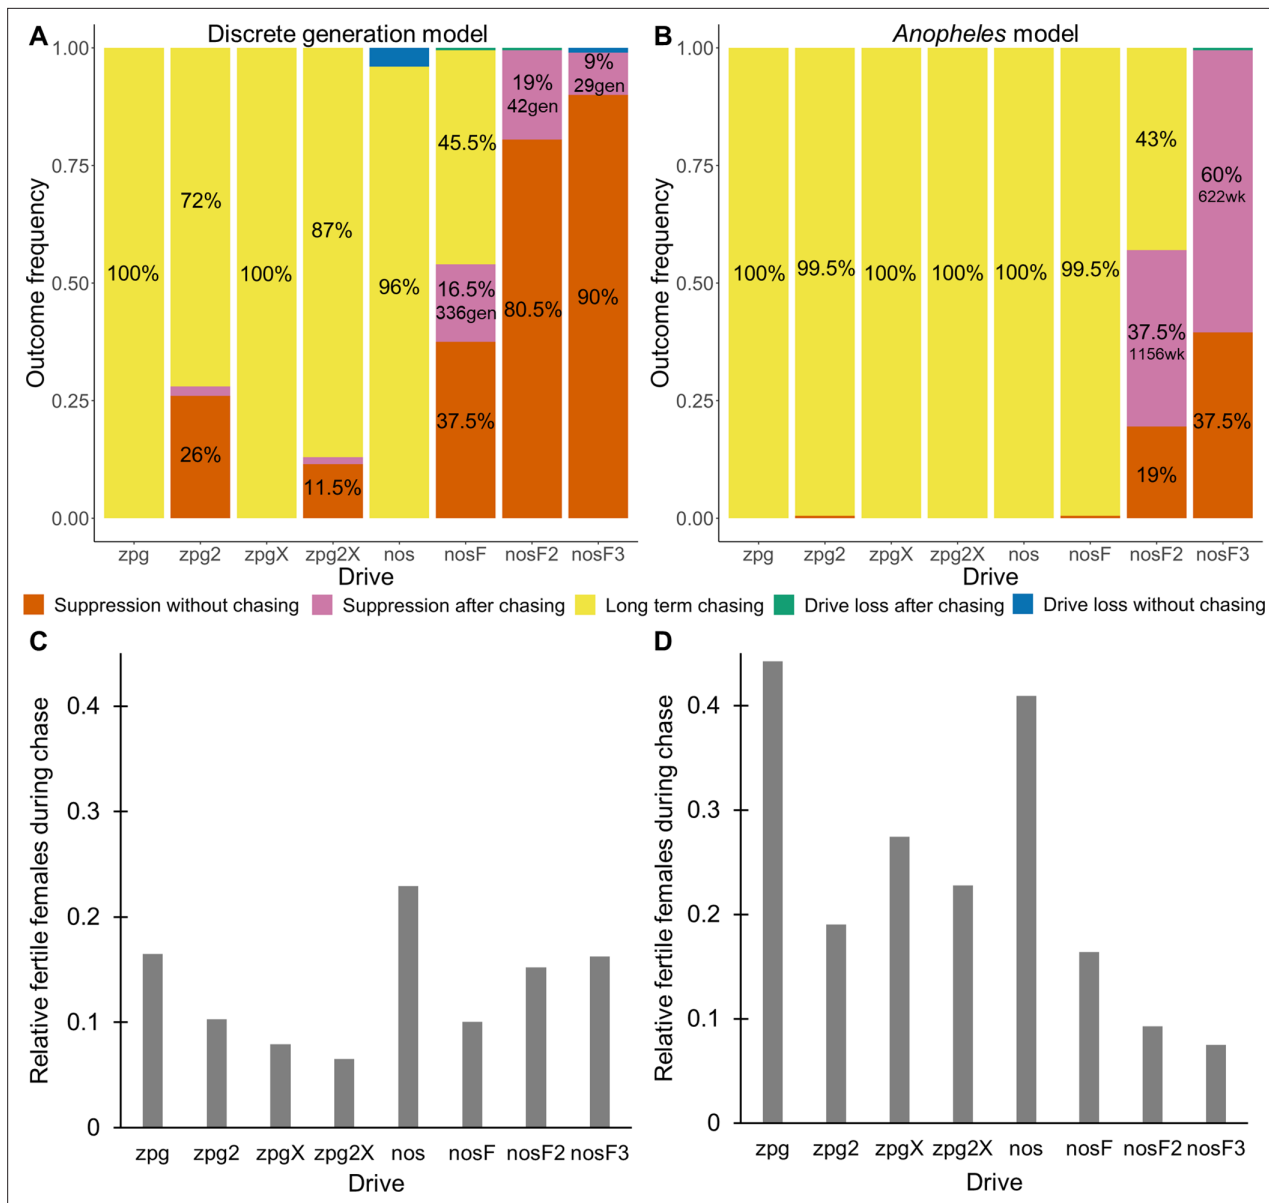 A
Discrete generation model
Outcome frequency
1.00
0.75
0.50
0.25
0.00
100%
72%
26%
100%
87%
11.5%
96%
45.5%
16.5%
336gen
37.5%
19%
42gen
80.5%
9%
29gen
90%
zpg zpg2 zpgX zpg2X nos nosF nosF2 nosF3
Drive
B
Anopheles model
Outcome frequency
1.00
0.75
0.50
0.25
0.00
100%
99.5%
100%
100%
100%
99.5%
43%
37.5%
1156wk
19%
60%
622wk
37.5%
zpg zpg2 zpgX zpg2X nos nosF nosF2 nosF3
Drive
Suppression without chasing Suppression after chasing Long term chasing Drive loss after chasing Drive loss without chasing
C
Relative fertile females during chase
0.4
0.3
0.2
0.1
0
zpg zpg2 zpgX zpg2X nos nosF nosF2 nosF3
Drive
D
Relative fertile females during chase
0.4
0.3
0.2
0.1
0
zpg zpg2 zpgX zpg2X nos nosF nosF2 nosF3
Drive